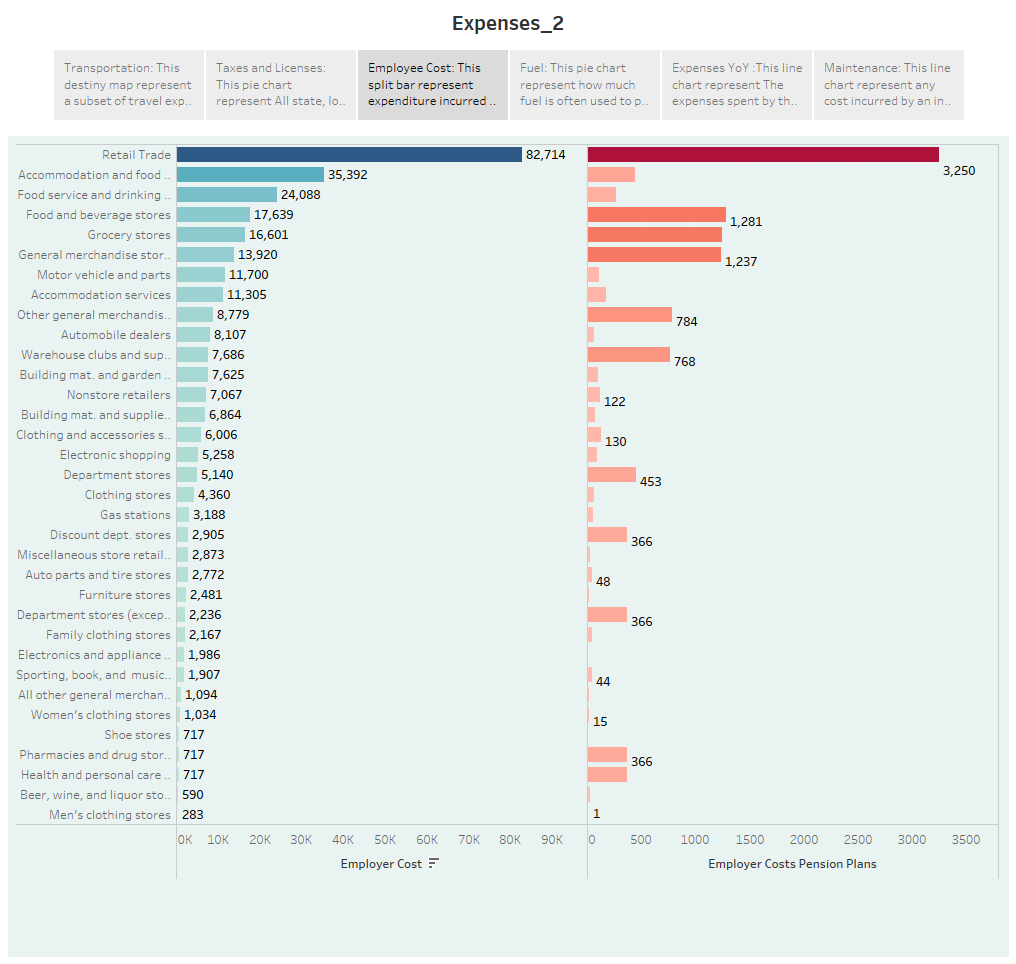 Expenses_2
Transportation: This
destiny map represent
a subset of travel exp..
Taxes and Licenses:
This pie chart
represent All state, lo..
Employee Cost: This
split bar represent
expenditure incurred ..
Fuel: This pie chart
represent how much
fuel is often used to p..
Expenses YoY :This line
chart represent The
expenses spent by th..
Maintenance: This line
chart represent any
cost incurred by an in..
Retail Trade 82,714 3,250
Accommodation and food .. 35,392
Food service and drinking .. 24,088
Food and beverage stores 17,639 1,281
Grocery stores 16,601
General merchandise stor.. 13,920 1,237
Motor vehicle and parts 11,700
Accommodation services 11,305
Other general merchandis.. 8,779 784
Automobile dealers 8,107
Warehouse clubs and sup.. 7,686 768
Building mat. and garden .. 7,625
Nonstore retailers 7,067 122
Building mat. and supplie.. 6,864
Clothing and accessories s.. 6,006 130
Electronic shopping 5,258
Department stores 5,140 453
Clothing stores 4,360
Gas stations 3,188
Discount dept. stores 2,905 366
Miscellaneous store retail.. 2,873
Auto parts and tire stores 2,772 48
Furniture stores 2,481
Department stores (excep.. 2,236 366
Family clothing stores 2,167
Electronics and appliance .. 1,986
Sporting, book, and music.. 1,907 44
All other general merchan.. 1,094
Women's clothing stores 1,034 15
Shoe stores 717
Pharmacies and drug stor.. 717 366
Health and personal care .. 717
Beer, wine, and liquor sto.. 590
Men's clothing stores 283 1
0K 10K 20K 30K 40K 50K 60K 70K 80K 90K 0 500 1000 1500 2000 2500 3000 3500
Employer Cost Employer Costs Pension Plans